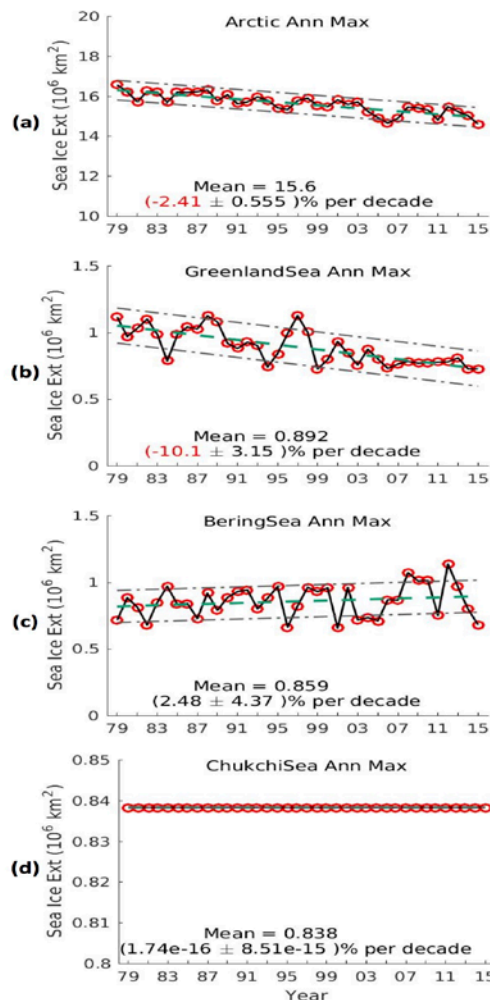 (a)
Arctic Ann Max
Sea Ice Ext (10⁶ km²)
20
18
16
14
12
10
Mean = 15.6
(-2.41 ± 0.555 )% per decade
79 83 87 91 95 99 03 07 11 15
(b)
GreenlandSea Ann Max
Sea Ice Ext (10⁶ km²)
1.5
1
0.5
0
Mean = 0.892
(-10.1 ± 3.15 )% per decade
79 83 87 91 95 99 03 07 11 15
(c)
BeringSea Ann Max
Sea Ice Ext (10⁶ km²)
1.5
1
0.5
0
Mean = 0.859
(2.48 ± 4.37 )% per decade
79 83 87 91 95 99 03 07 11 15
(d)
ChukchiSea Ann Max
Sea Ice Ext (10⁶ km²)
0.85
0.84
0.83
0.82
0.81
0.8
Mean = 0.838
(1.74e-16 ± 8.51e-15 )% per decade
79 83 87 91 95 99 03 07 11 15
Year